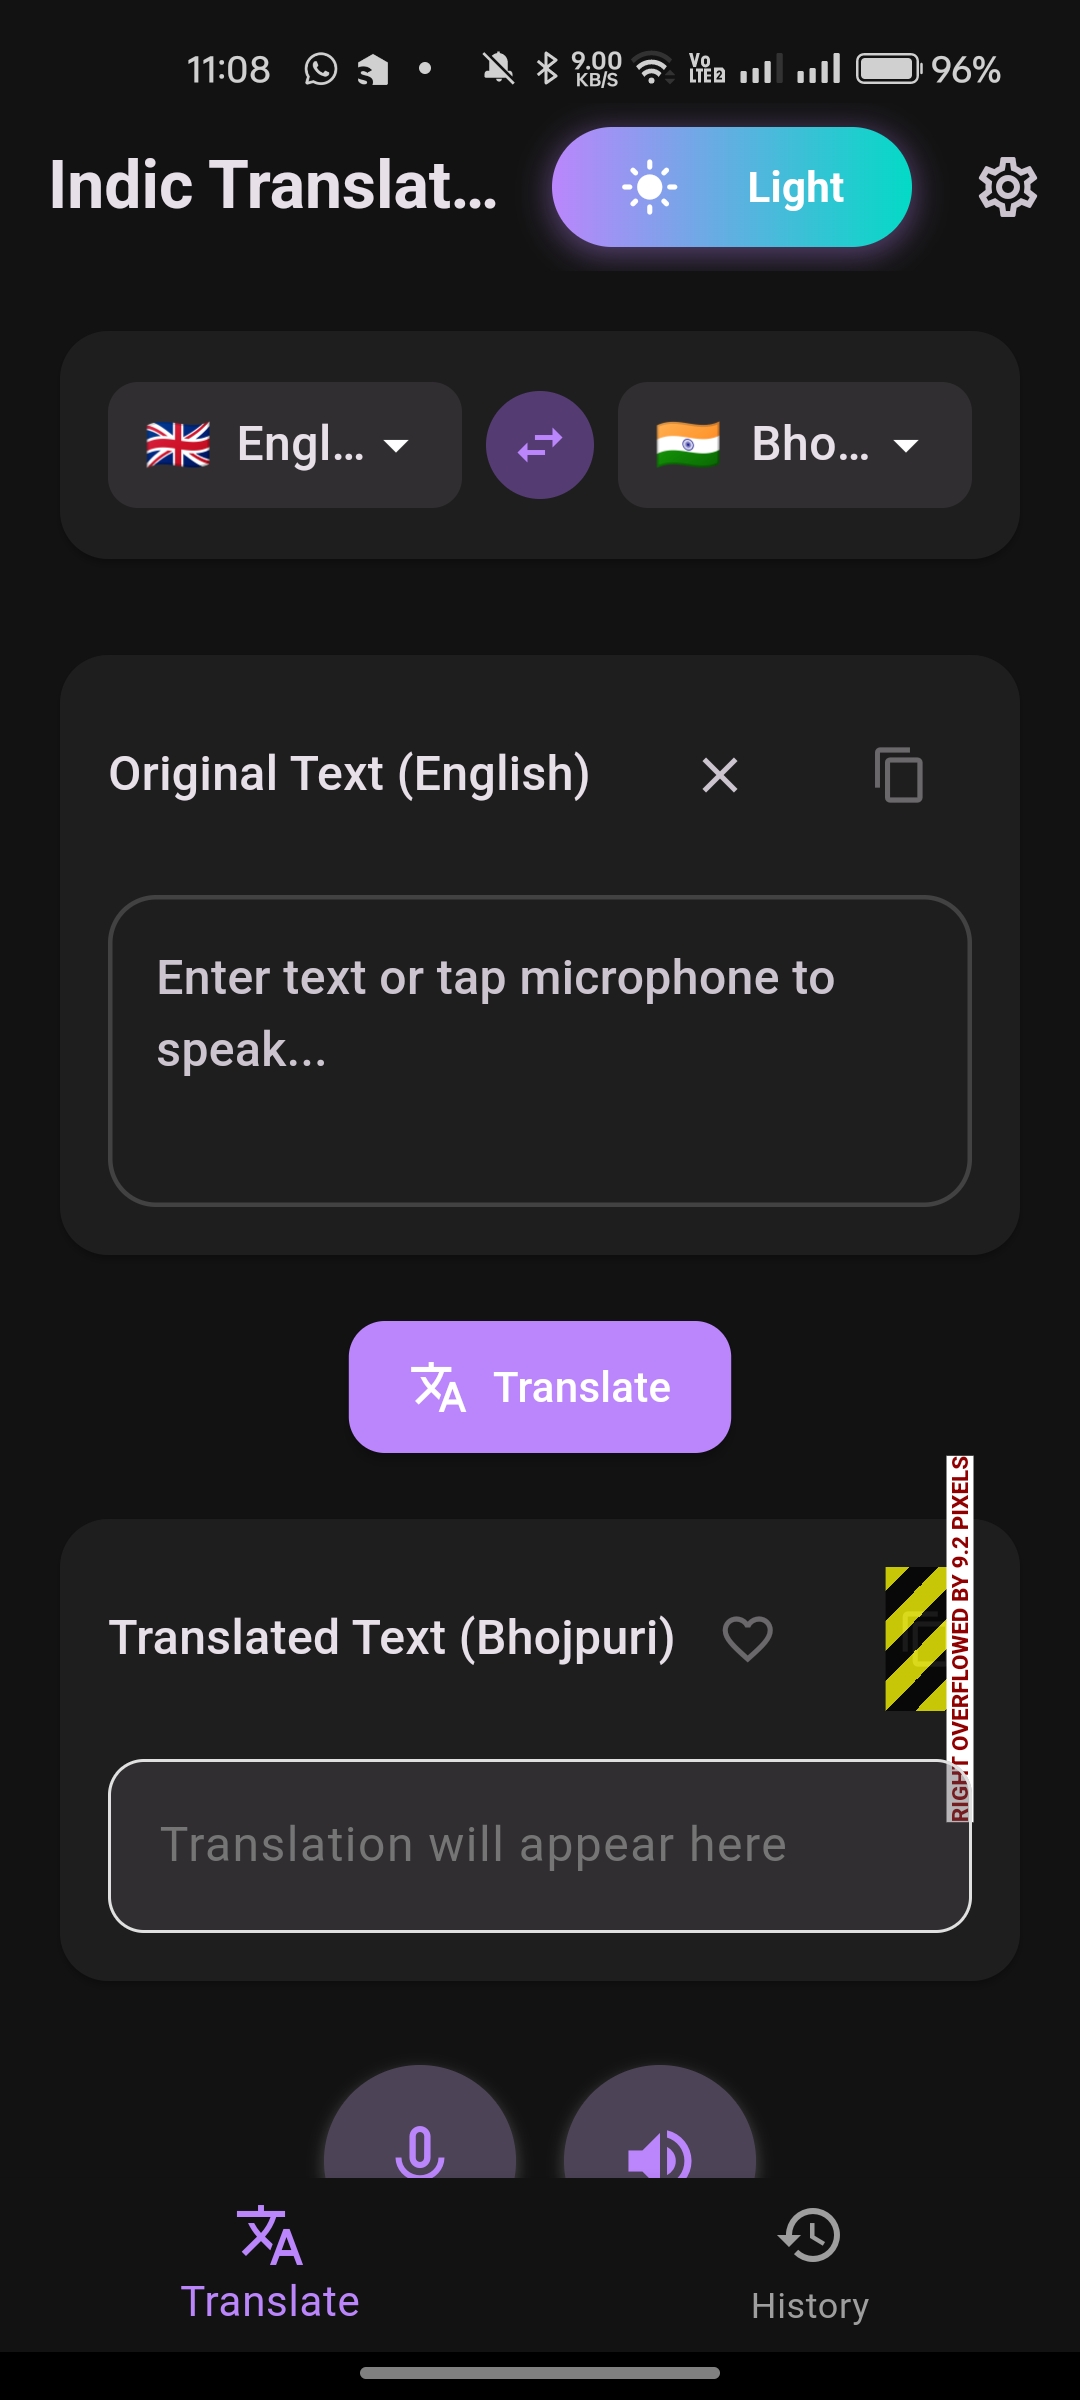 11:08 9.00 KB/S Vo LTE 2 96%
Indic Translat...
Light
Engl...
Bho...
Original Text (English)
Enter text or tap microphone to
speak...
Translate
RIGHT OVERFLOWED BY 9.2 PIXELS
Translated Text (Bhojpuri)
Translation will appear here
Translate
History